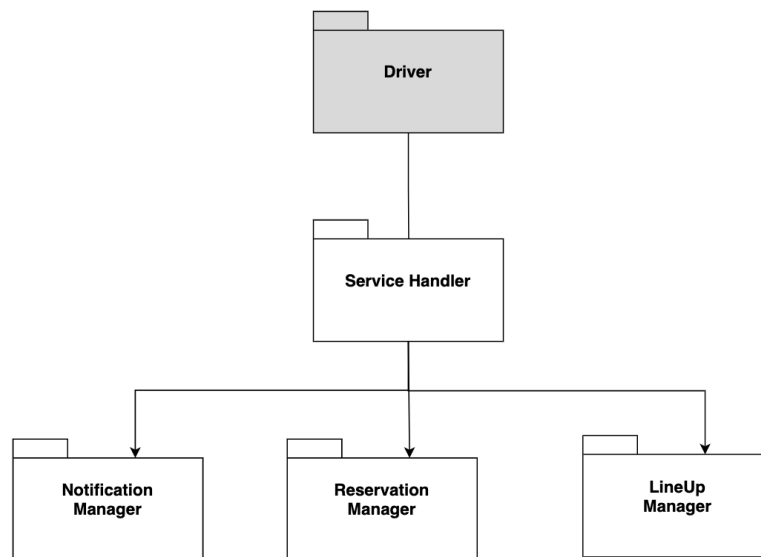 Driver
Service Handler
Notification
Manager
Reservation
Manager
LineUp
Manager